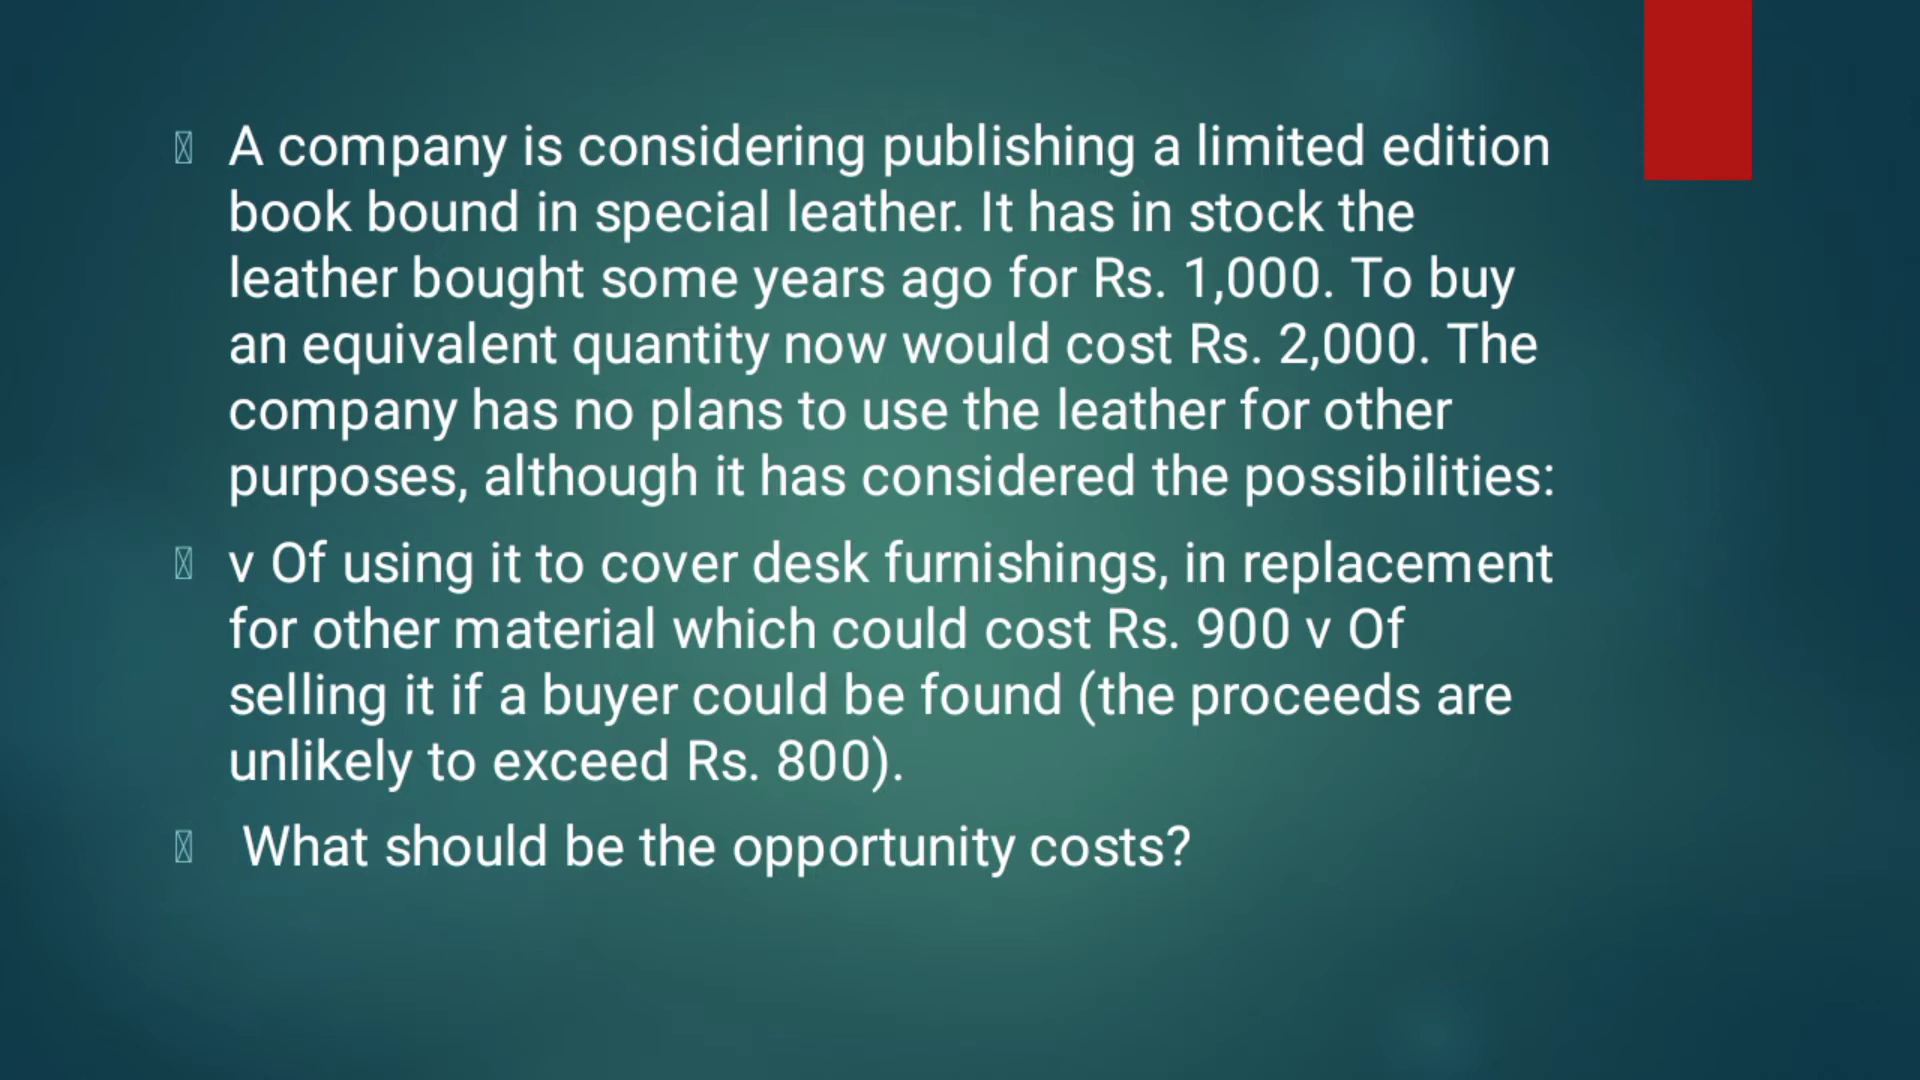 A company is considering publishing a limited edition
book bound in special leather. It has in stock the
leather bought some years ago for Rs. 1,000. To buy
an equivalent quantity now would cost Rs. 2,000. The
company has no plans to use the leather for other
purposes, although it has considered the possibilities:
v Of using it to cover desk furnishings, in replacement
for other material which could cost Rs. 900 v Of
selling it if a buyer could be found (the proceeds are
unlikely to exceed Rs. 800).
What should be the opportunity costs?